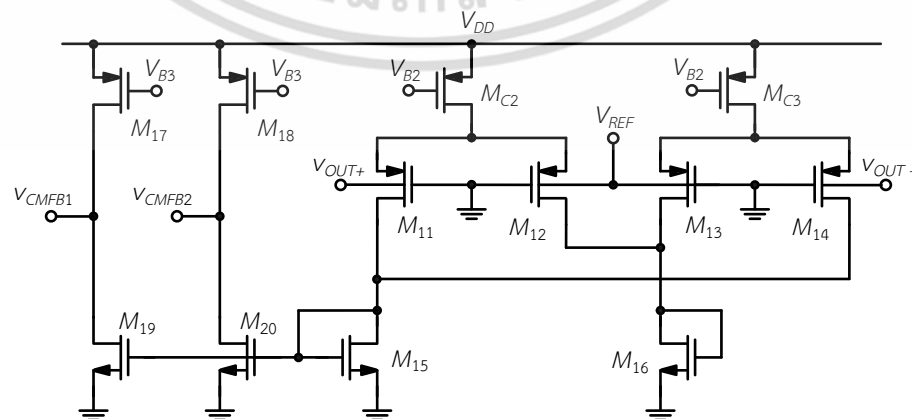 V_DD
V_B3
V_B3
V_B2
V_B2
M_C2
M_C3
M_17
M_18
V_REF
v_OUT+
v_OUT-
v_CMFB1
v_CMFB2
M_11
M_12
M_13
M_14
M_19
M_20
M_15
M_16